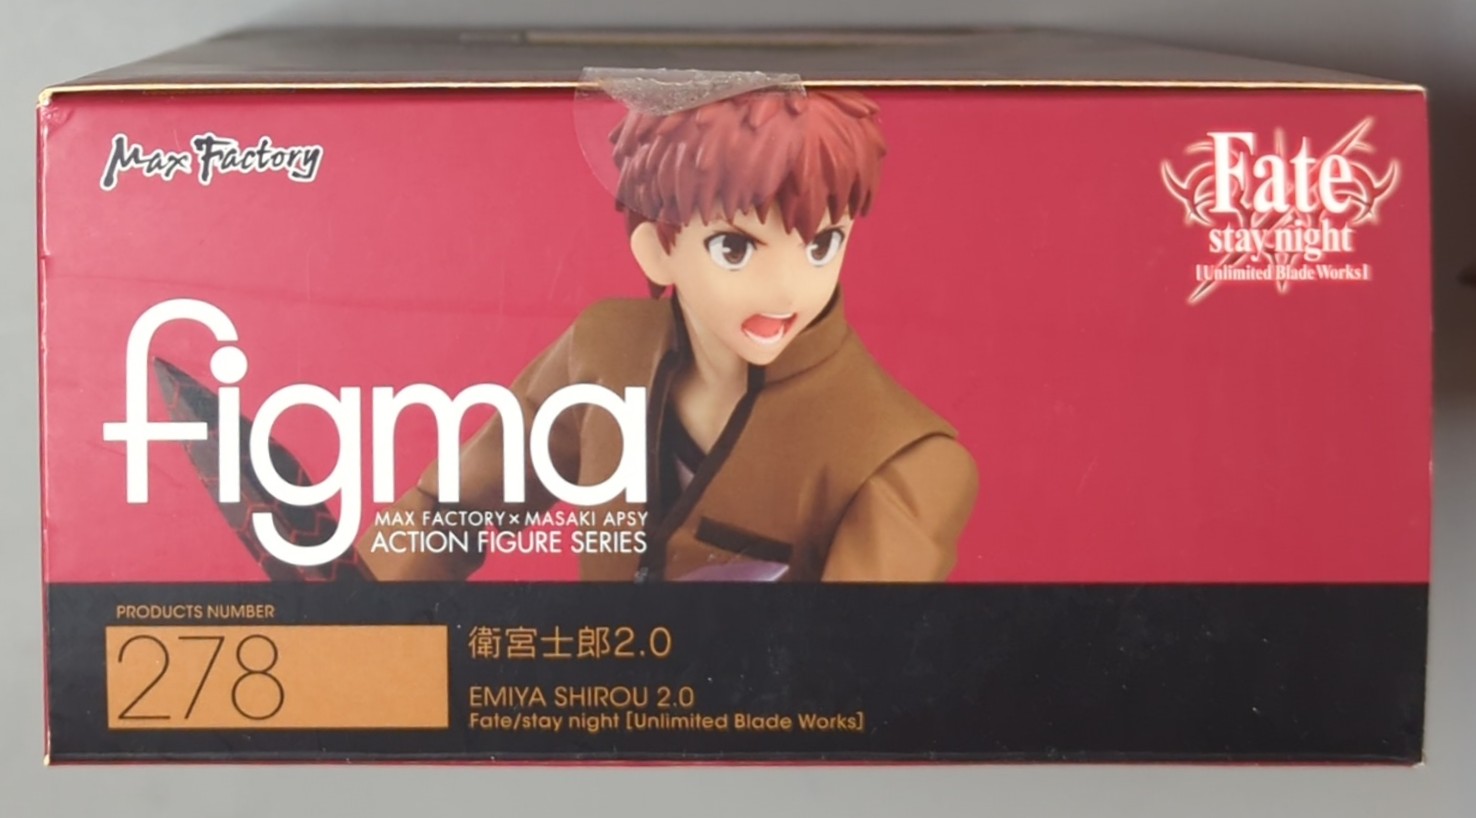 Max Factory
Fate
stay night
[Unlimited Blade Works]
figma
MAX FACTORY×MASAKI APSY
ACTION FIGURE SERIES
PRODUCTS NUMBER
278
衛宮士郎2.0
EMIYA SHIROU 2.0
Fate/stay night [Unlimited Blade Works]